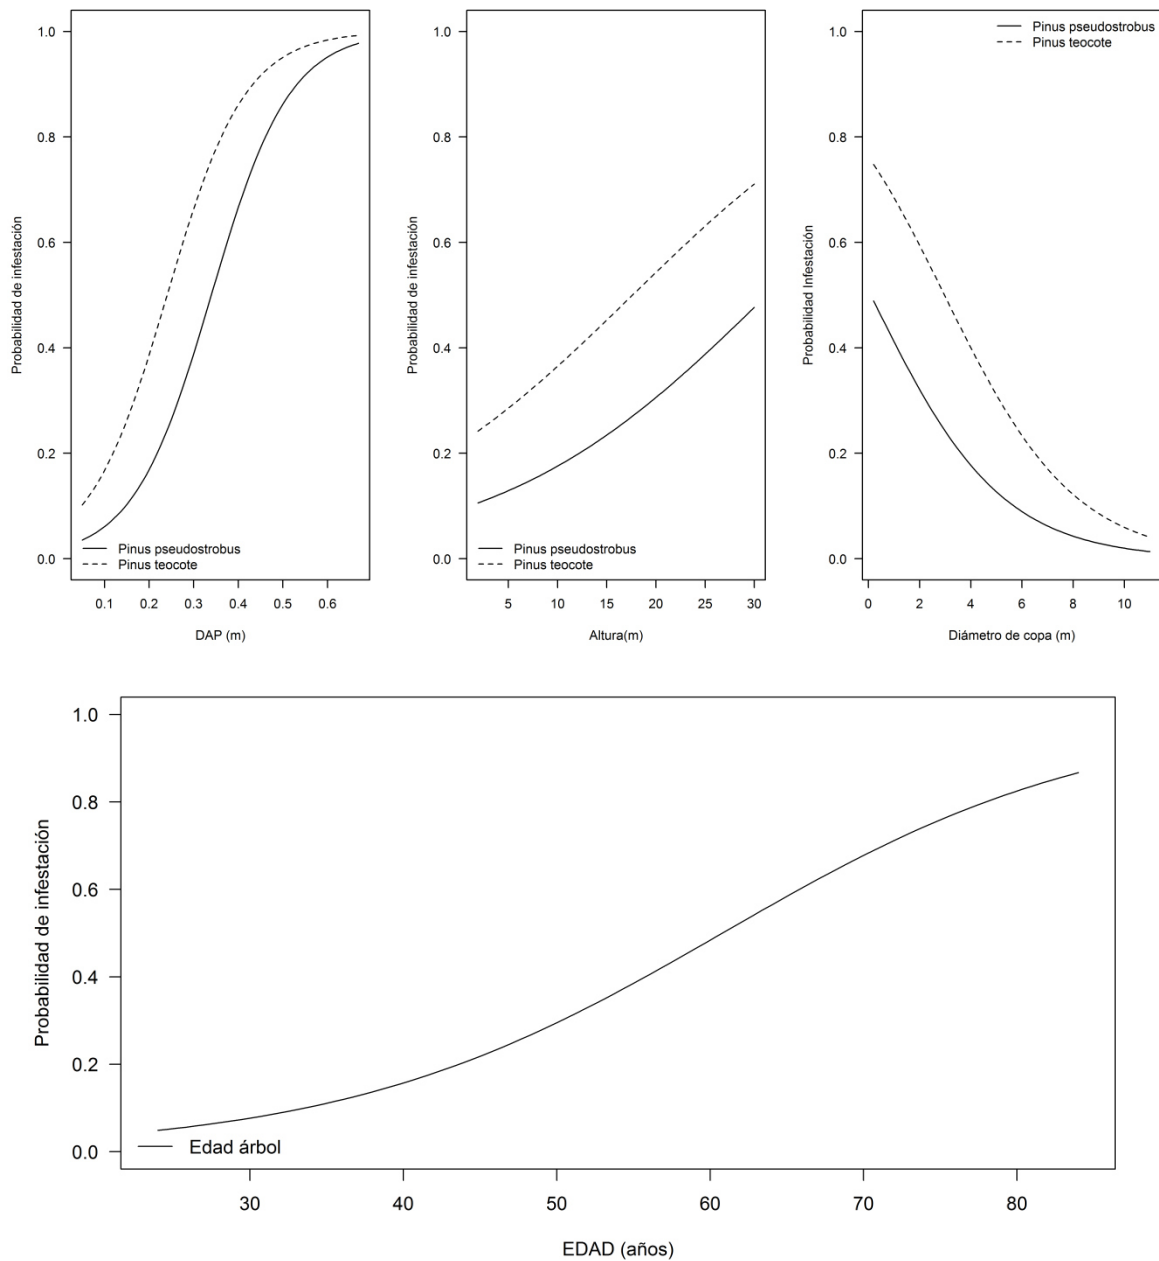 Probabilidad de infestación
1.0
0.8
0.6
0.4
0.2
0.0
Pinus pseudostrobus
Pinus teocote
0.1 0.2 0.3 0.4 0.5 0.6
DAP (m)
Probabilidad de infestación
1.0
0.8
0.6
0.4
0.2
0.0
Pinus pseudostrobus
Pinus teocote
5 10 15 20 25 30
Altura(m)
Probabilidad Infestación
Pinus pseudostrobus
Pinus teocote
1.0
0.8
0.6
0.4
0.2
0.0
0 2 4 6 8 10
Diámetro de copa (m)
Probabilidad de infestación
1.0
0.8
0.6
0.4
0.2
0.0
Edad árbol
30 40 50 60 70 80
EDAD (años)